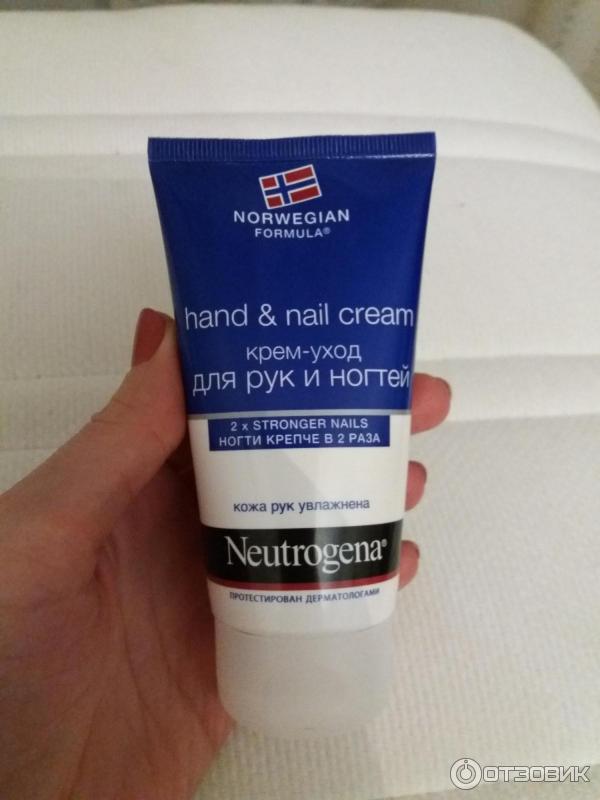 NORWEGIAN
FORMULA®
hand & nail cream
крем-уход
для рук и ногтей
2 x STRONGER NAILS
НОГТИ КРЕПЧЕ В 2 РАЗА
кожа рук увлажнена
Neutrogena®
ПРОТЕСТИРОВАН ДЕРМАТОЛОГАМИ
ОТЗОВИК